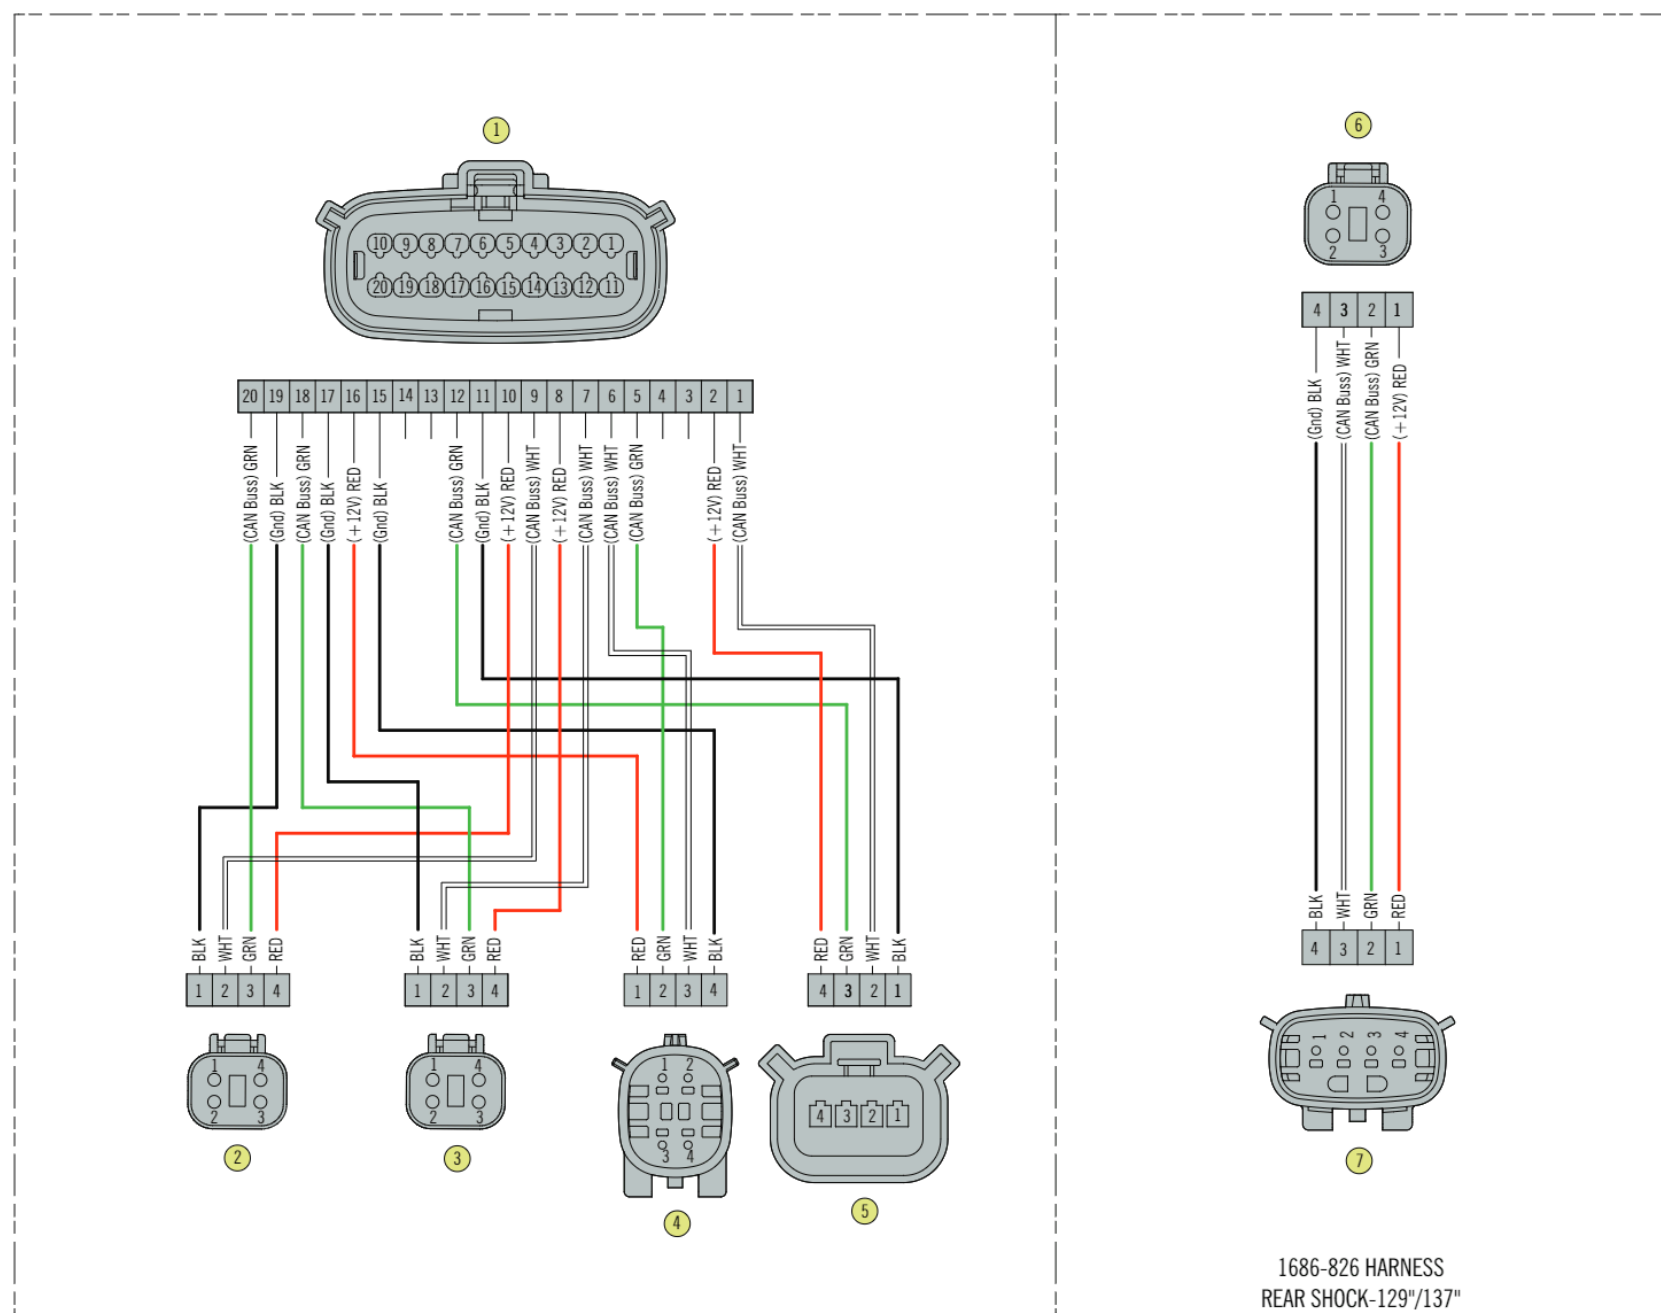 1
10 9 8 7 6 5 4 3 2 1
20 19 18 17 16 15 14 13 12 11
20 19 18 17 16 15 14 13 12 11 10 9 8 7 6 5 4 3 2 1
(CAN Buss) GRN
(Gnd) BLK
(CAN Buss) GRN
(Gnd) BLK
(+12V) RED
(Gnd) BLK
(CAN Buss) GRN
(Gnd) BLK
(+12V) RED
(CAN Buss) WHT
(+12V) RED
(CAN Buss) WHT
(CAN Buss) WHT
(CAN Buss) GRN
(+12V) RED
(CAN Buss) WHT
BLK
WHT
GRN
RED
1 2 3 4
1 4
2 3
2
BLK
WHT
GRN
RED
1 2 3 4
1 4
2 3
3
RED
GRN
WHT
BLK
1 2 3 4
1 2
3 4
4
RED
GRN
WHT
BLK
4 3 2 1
4 3 2 1
5
6
1 4
2 3
4 3 2 1
(Gnd) BLK
(CAN Buss) WHT
(CAN Buss) GRN
(+12V) RED
BLK
WHT
GRN
RED
4 3 2 1
1 2 3 4
7
1686-826 HARNESS
REAR SHOCK-129"/137"